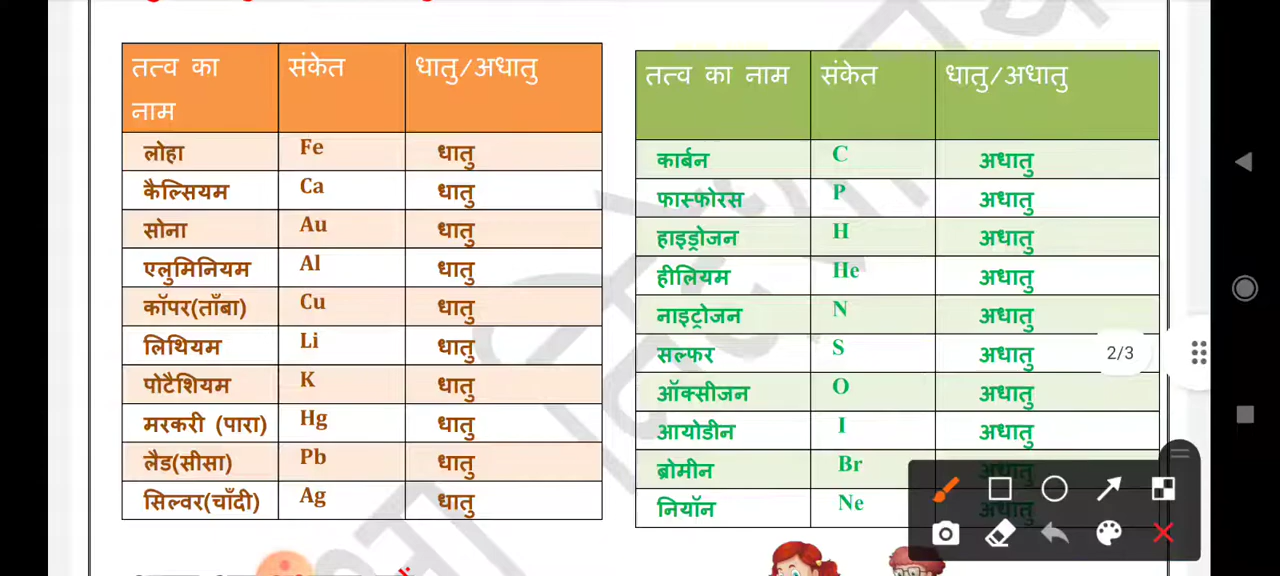 तत्व का नाम संकेत धातु/अधातु
लोहा Fe धातु
कैल्सियम Ca धातु
सोना Au धातु
एलुमिनियम Al धातु
कॉपर(ताँबा) Cu धातु
लिथियम Li धातु
पोटैशियम K धातु
मरकरी (पारा) Hg धातु
लैड(सीसा) Pb धातु
सिल्वर(चाँदी) Ag धातु
तत्व का नाम संकेत धातु/अधातु
कार्बन C अधातु
फास्फोरस P अधातु
हाइड्रोजन H अधातु
हीलियम He अधातु
नाइट्रोजन N अधातु
सल्फर S अधातु
ऑक्सीजन O अधातु
आयोडीन I अधातु
ब्रोमीन Br अधातु
नियॉन Ne अधातु
2/3